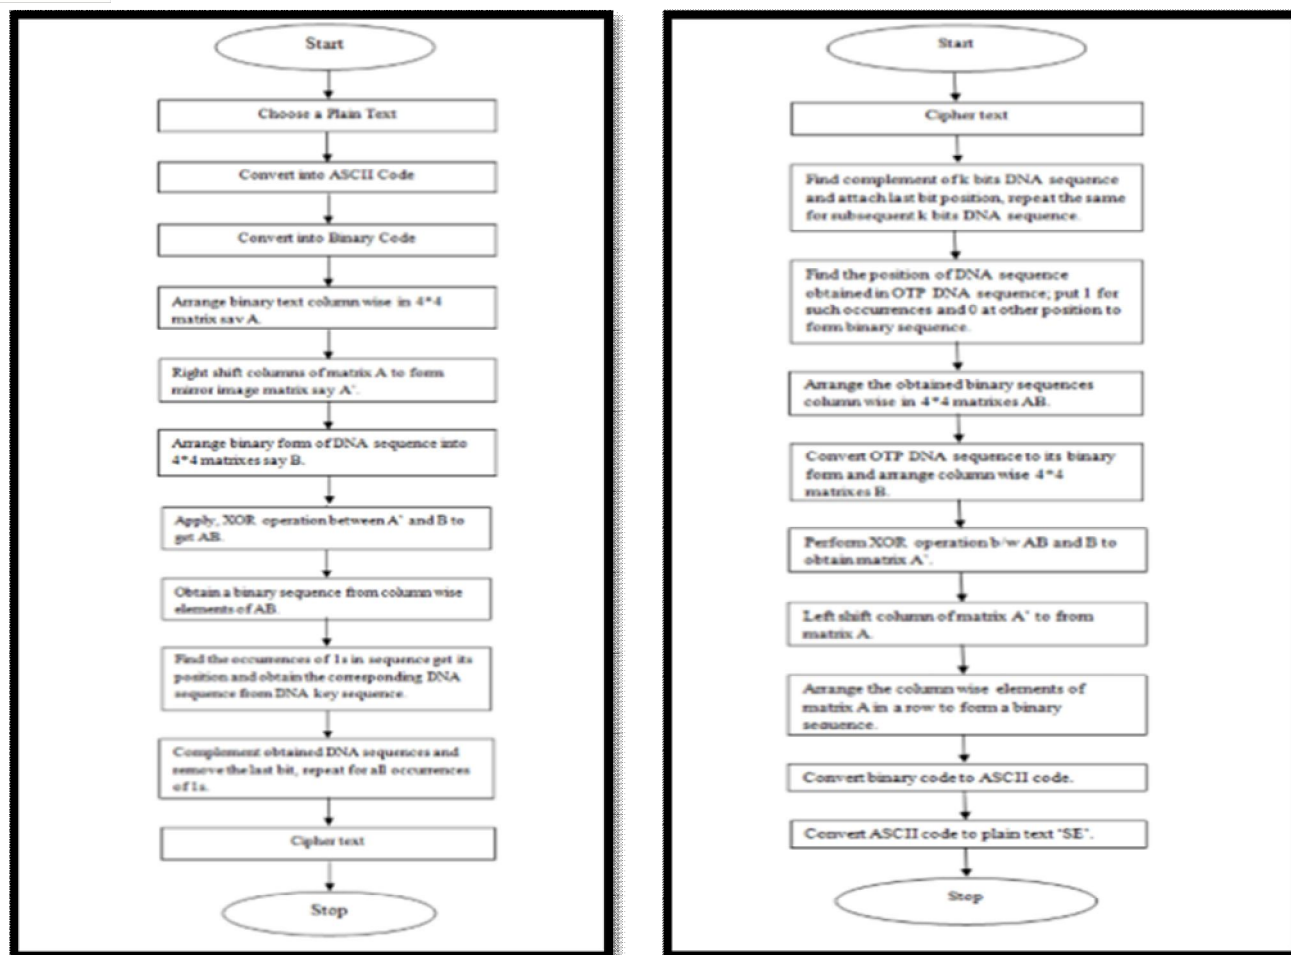 Start
Choose a Plain Text
Convert into ASCII Code
Convert into Binary Code
Arrange binary text column wise in 4*4
matrix say A.
Right shift columns of matrix A to form
mirror image matrix say A'.
Arrange binary form of DNA sequence into
4*4 matrixes say B.
Apply, XOR operation between A' and B to
get AB.
Obtain a binary sequence from column wise
elements of AB.
Find the occurrences of 1s in sequence get its
position and obtain the corresponding DNA
sequence from DNA key sequence.
Complement obtained DNA sequences and
remove the last bit, repeat for all occurrences
of 1s.
Cipher text
Stop
Start
Cipher text
Find complement of k bits DNA sequence
and attach last bit position, repeat the same
for subsequent k bits DNA sequence.
Find the position of DNA sequence
obtained in OTP DNA sequence; put 1 for
such occurrences and 0 at other position to
form binary sequence.
Arrange the obtained binary sequences
column wise in 4*4 matrixes AB.
Convert OTP DNA sequence to its binary
form and arrange column wise 4*4
matrixes B.
Perform XOR operation b/w AB and B to
obtain matrix A'.
Left shift column of matrix A' to from
matrix A.
Arrange the column wise elements of
matrix A in a row to form a binary
sequence.
Convert binary code to ASCII code.
Convert ASCII code to plain text 'SE'.
Stop